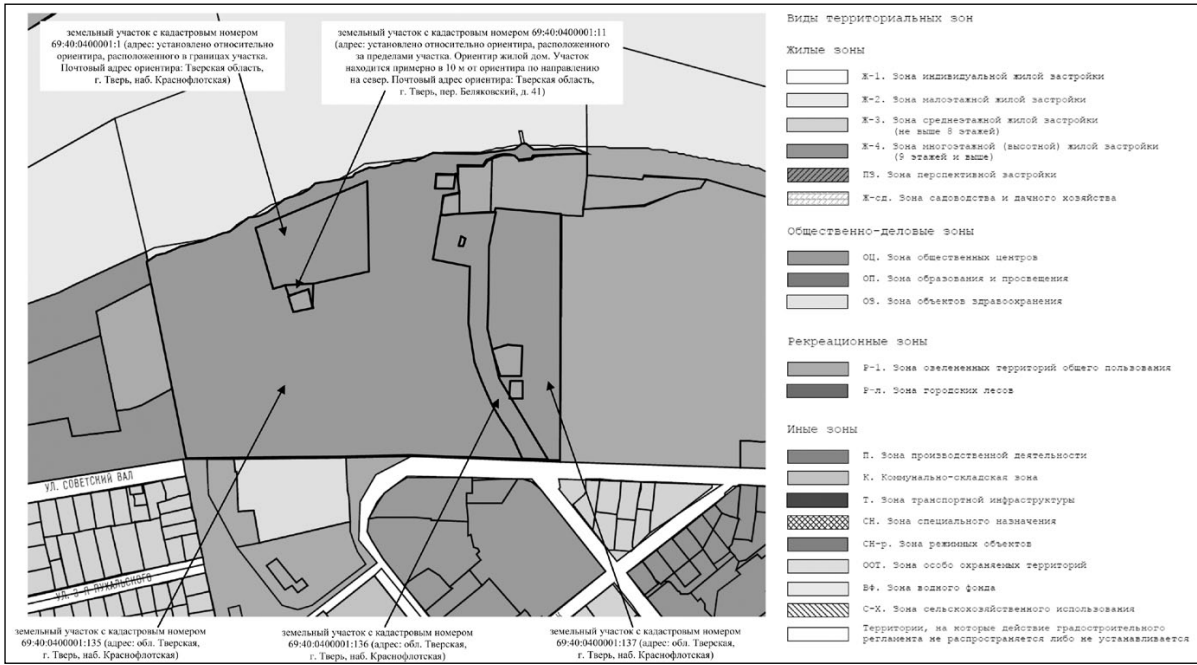 земельный участок с кадастровым номером
69:40:0400001:1 (адрес: установлено относительно
ориентира, расположенного в границах участка.
Почтовый адрес ориентира: Тверская область,
г. Тверь, наб. Краснофлотская)
земельный участок с кадастровым номером 69:40:0400001:11
(адрес: установлено относительно ориентира, расположенного
за пределами участка. Ориентир жилой дом. Участок
находится примерно в 10 м от ориентира по направлению
на север. Почтовый адрес ориентира: Тверская область,
г. Тверь, пер. Беляковский, д. 41)
УЛ. СОВЕТСКИЙ ВАЛ
УЛ. З П ЛУКАЛЬСКОГО
земельный участок с кадастровым номером
69:40:0400001:135 (адрес: обл. Тверская,
г. Тверь, наб. Краснофлотская)
земельный участок с кадастровым номером
69:40:0400001:136 (адрес: обл. Тверская,
г. Тверь, наб. Краснофлотская)
земельный участок с кадастровым номером
69:40:0400001:137 (адрес: обл. Тверская,
г. Тверь, наб. Краснофлотская)
Виды территориальных зон
Жилые зоны
Ж-1. Зона индивидуальной жилой застройки
Ж-2. Зона малоэтажной жилой застройки
Ж-3. Зона среднеэтажной жилой застройки
(не выше 8 этажей)
Ж-4. Зона многоэтажной (высотной) жилой застройки
(9 этажей и выше)
ПЗ. Зона перспективной застройки
Ж-сд. Зона садоводства и дачного хозяйства
Общественно-деловые зоны
ОЦ. Зона общественных центров
ОП. Зона образования и просвещения
ОЗ. Зона объектов здравоохранения
Рекреационные зоны
Р-1. Зона озелененных территорий общего пользования
Р-л. Зона городских лесов
Иные зоны
П. Зона производственной деятельности
К. Коммунально-складская зона
Т. Зона транспортной инфраструктуры
СН. Зона специального назначения
СН-р. Зона режимных объектов
ООТ. Зона особо охраняемых территорий
ВФ. Зона водного фонда
С-Х. Зона сельскохозяйственного использования
Территории, на которые действие градостроительного
регламента не распространяется либо не устанавливается